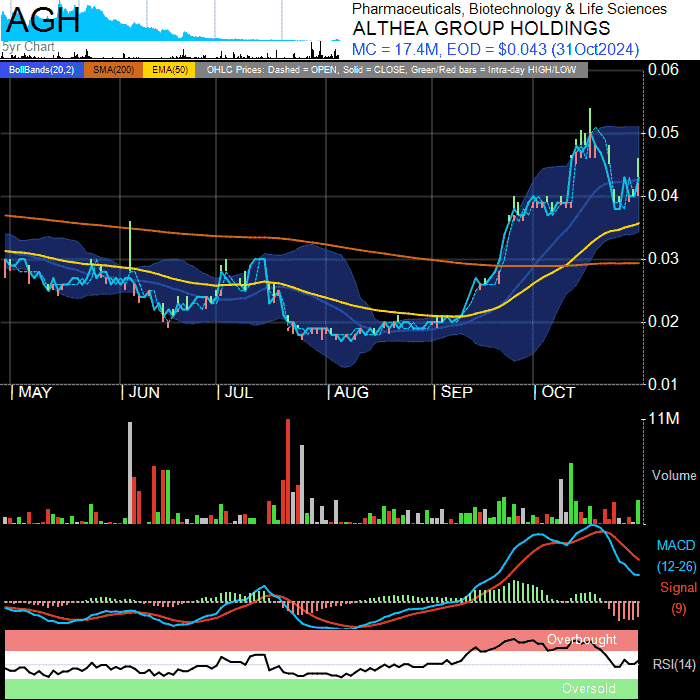 AGH
5yr Chart
Pharmaceuticals, Biotechnology & Life Sciences
ALTHEA GROUP HOLDINGS
MC = 17.4M, EOD = $0.043 (31Oct2024)
BollBands(20,2) SMA(200) EMA(50) OHLC Prices: Dashed = OPEN, Solid = CLOSE, Green/Red bars = Intra-day HIGH/LOW
0.06
0.05
0.04
0.03
0.02
0.01
MAY JUN JUL AUG SEP OCT
11M
Volume
MACD
(12-26)
Signal
(9)
Overbought
RSI(14)
Oversold